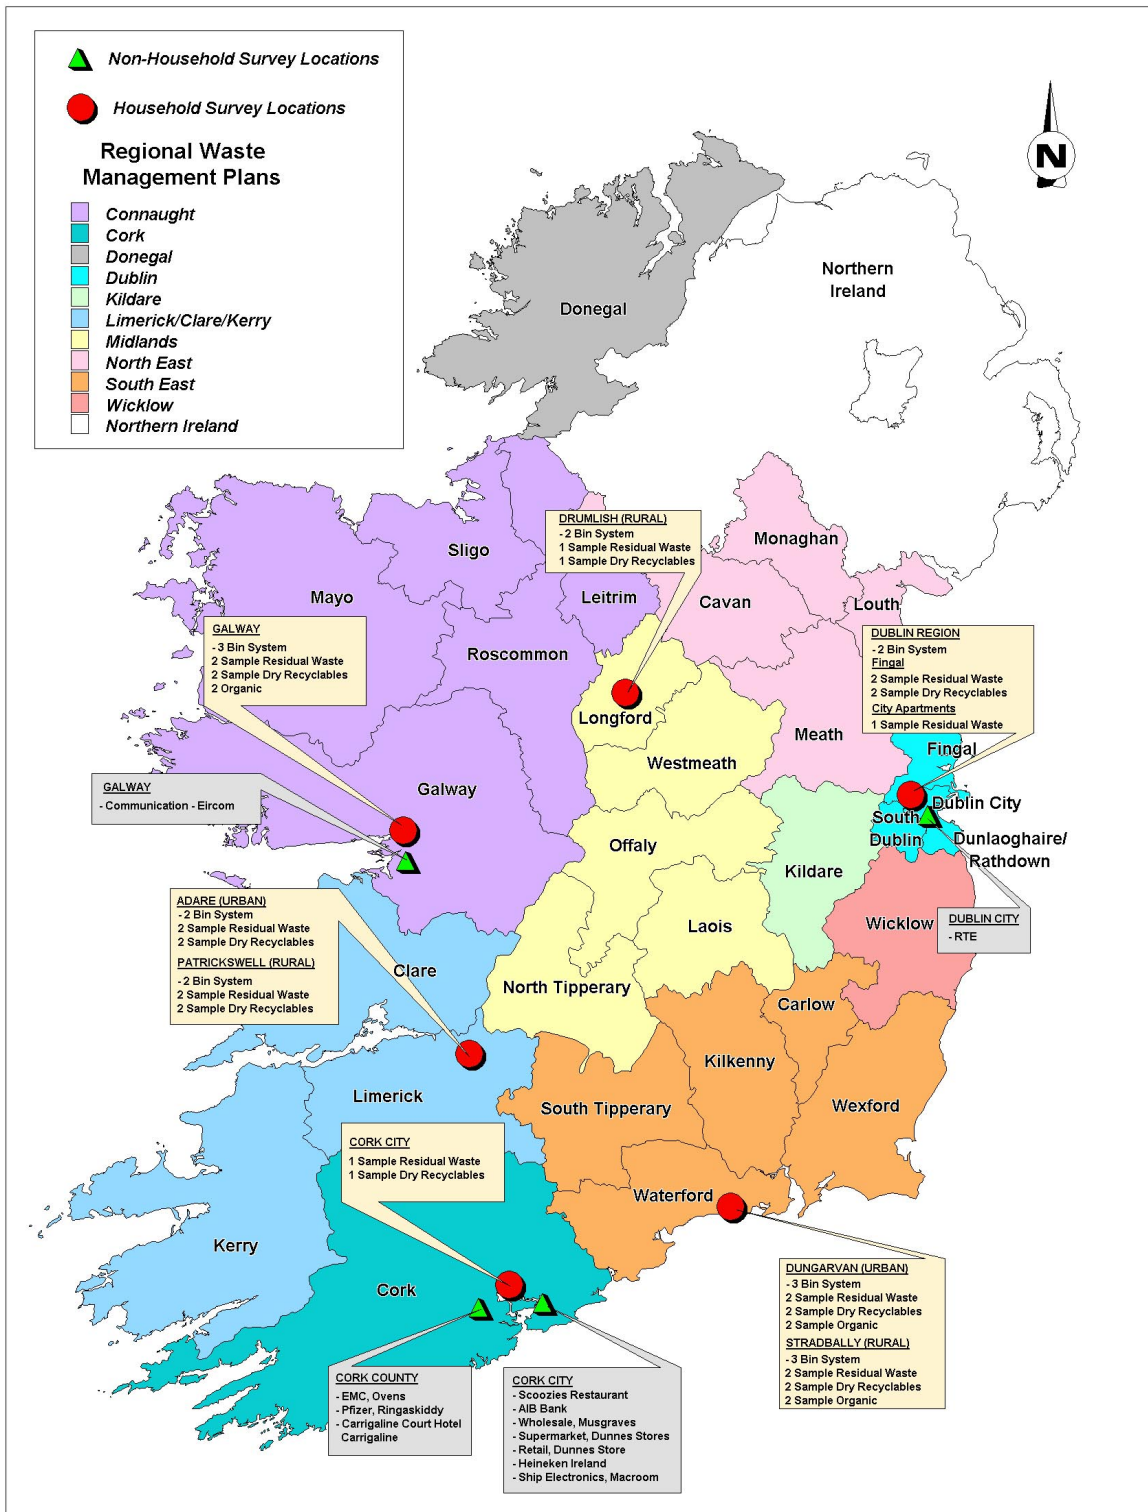 Non-Household Survey Locations
Household Survey Locations
Regional Waste
Management Plans
Connaught
Cork
Donegal
Dublin
Kildare
Limerick/Clare/Kerry
Midlands
North East
South East
Wicklow
Northern Ireland
N
Northern
Ireland
Donegal
DRUMLISH (RURAL)
- 2 Bin System
1 Sample Residual Waste
1 Sample Dry Recyclables
Monaghan
Sligo
Mayo
Leitrim
Cavan
Louth
GALWAY
- 3 Bin System
2 Sample Residual Waste
2 Sample Dry Recyclables
2 Organic
DUBLIN REGION
- 2 Bin System
Fingal
2 Sample Residual Waste
2 Sample Dry Recyclables
City Apartments
1 Sample Residual Waste
Roscommon
Longford
Meath
Fingal
Westmeath
GALWAY
- Communication - Eircom
Galway
Dublin City
South
Dublin
Dunlaoghaire/
Rathdown
Offaly
Kildare
ADARE (URBAN)
- 2 Bin System
2 Sample Residual Waste
2 Sample Dry Recyclables
PATRICKSWELL (RURAL)
- 2 Bin System
2 Sample Residual Waste
2 Sample Dry Recyclables
DUBLIN CITY
- RTE
Laois
Wicklow
Clare
North Tipperary
Carlow
Kilkenny
Limerick
South Tipperary
Wexford
CORK CITY
1 Sample Residual Waste
1 Sample Dry Recyclables
Waterford
Kerry
Cork
DUNGARVAN (URBAN)
- 3 Bin System
2 Sample Residual Waste
2 Sample Dry Recyclables
2 Sample Organic
STRADBALLY (RURAL)
- 3 Bin System
2 Sample Residual Waste
2 Sample Dry Recyclables
2 Sample Organic
CORK COUNTY
- EMC, Ovens
- Pfizer, Ringaskiddy
- Carrigaline Court Hotel
Carrigaline
CORK CITY
- Scoozies Restaurant
- AIB Bank
- Wholesale, Musgraves
- Supermarket, Dunnes Stores
- Retail, Dunnes Store
- Heineken Ireland
- Ship Electronics, Macroom